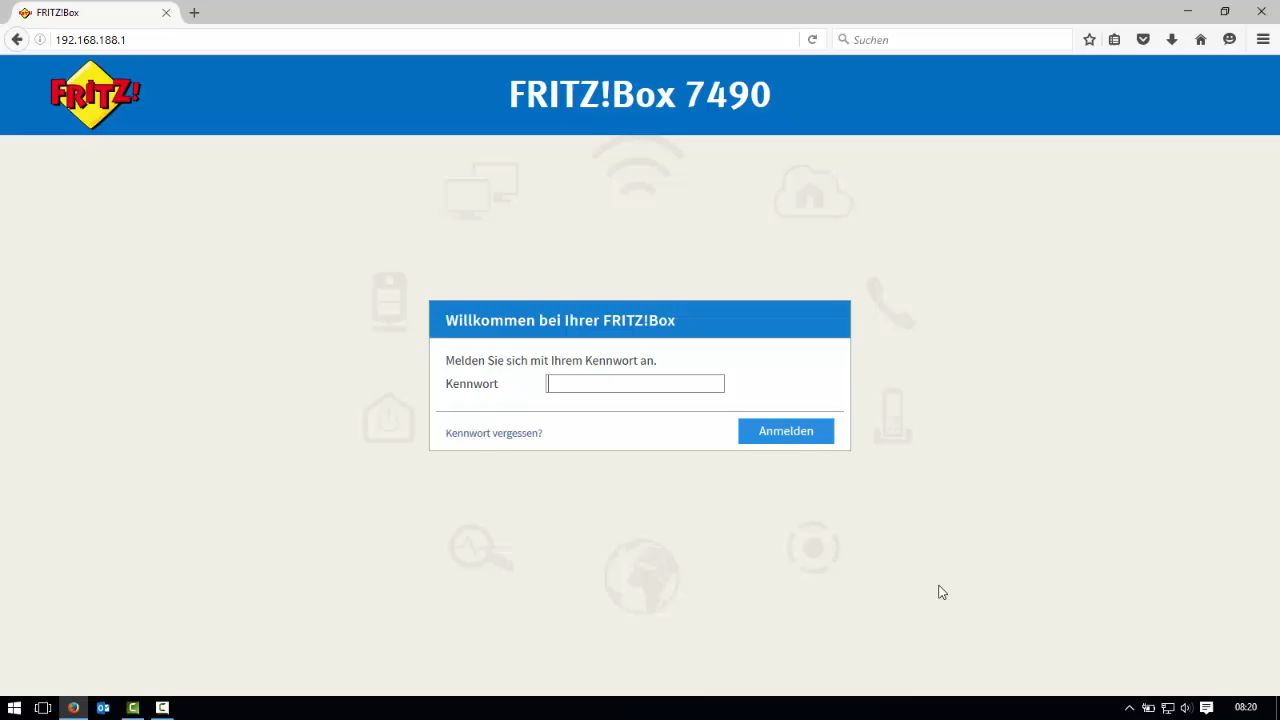 FRITZ!Box
192.168.188.1
Suchen
FRITZ!
FRITZ!Box 7490
Willkommen bei Ihrer FRITZ!Box
Melden Sie sich mit Ihrem Kennwort an.
Kennwort
Kennwort vergessen?
Anmelden
08:20